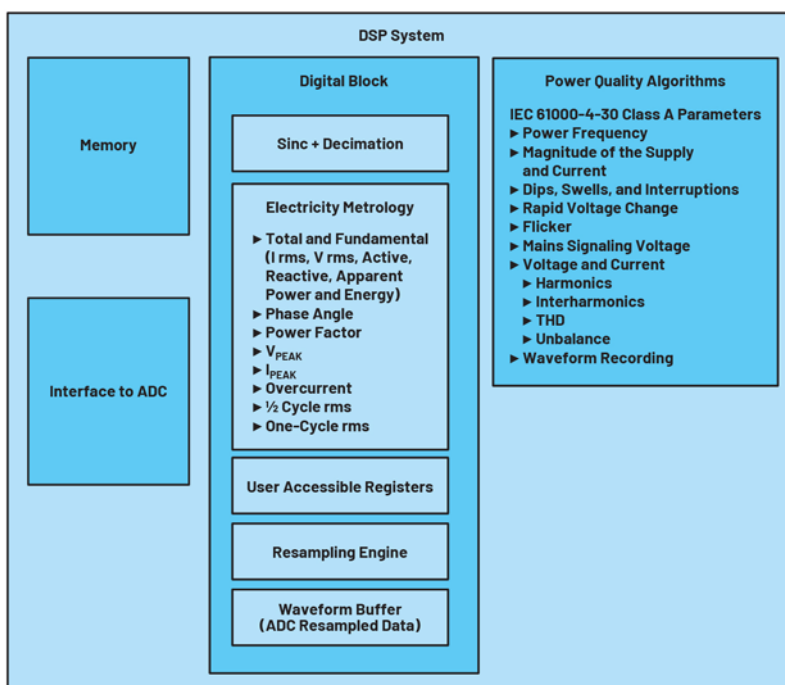 DSP System
Memory
Interface to ADC
Digital Block
Sinc + Decimation
Electricity Metrology
► Total and Fundamental
(I rms, V rms, Active,
Reactive, Apparent
Power and Energy)
► Phase Angle
► Power Factor
► VPEAK
► IPEAK
► Overcurrent
► ½ Cycle rms
► One-Cycle rms
User Accessible Registers
Resampling Engine
Waveform Buffer
(ADC Resampled Data)
Power Quality Algorithms
IEC 61000-4-30 Class A Parameters
► Power Frequency
► Magnitude of the Supply
and Current
► Dips, Swells, and Interruptions
► Rapid Voltage Change
► Flicker
► Mains Signaling Voltage
► Voltage and Current
► Harmonics
► Interharmonics
► THD
► Unbalance
► Waveform Recording